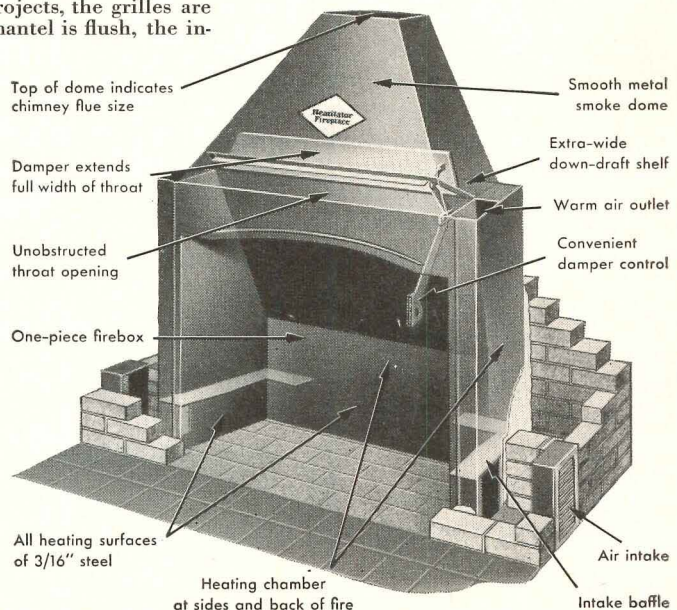 rojects, the grilles are
nantel is flush, the in-
Top of dome indicates
chimney flue size
Smooth metal
smoke dome
Heatilator
Fireplace
Extra-wide
down-draft shelf
Damper extends
full width of throat
Warm air outlet
Convenient
damper control
Unobstructed
throat opening
One-piece firebox
All heating surfaces
of 3/16" steel
Heating chamber
at sides and back of fire
Air intake
Intake baffle